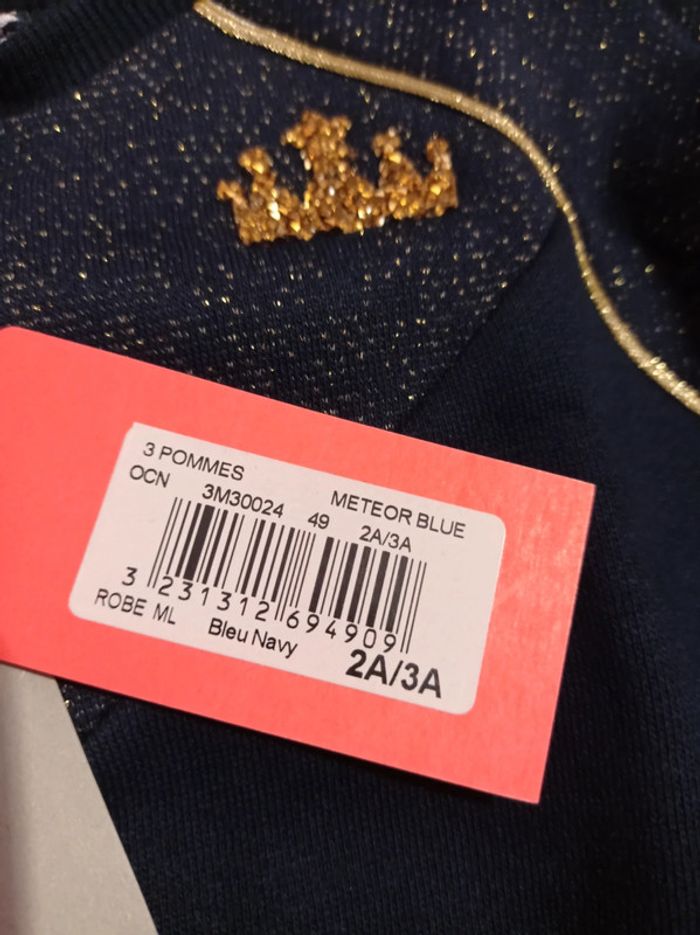 3 POMMES
OCN 3M30024 METEOR BLUE
49 2A/3A
3 231312 694909
ROBE ML Bleu Navy 2A/3A